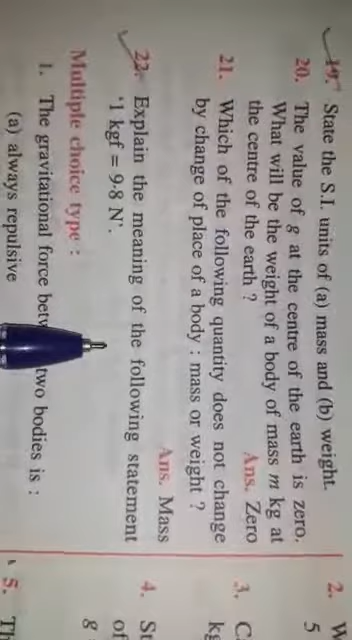 19. State the S.I. units of (a) mass and (b) weight.
20. The value of g at the centre of the earth is zero.
What will be the weight of a body of mass m kg at
the centre of the earth ? Ans. Zero
21. Which of the following quantity does not change
by change of place of a body : mass or weight ?
Ans. Mass
22. Explain the meaning of the following statement
'1 kgf = 9·8 N'.
Multiple choice type :
1. The gravitational force two bodies is :
(a) always repulsive
2.
5
3.
4.
of
g
5.